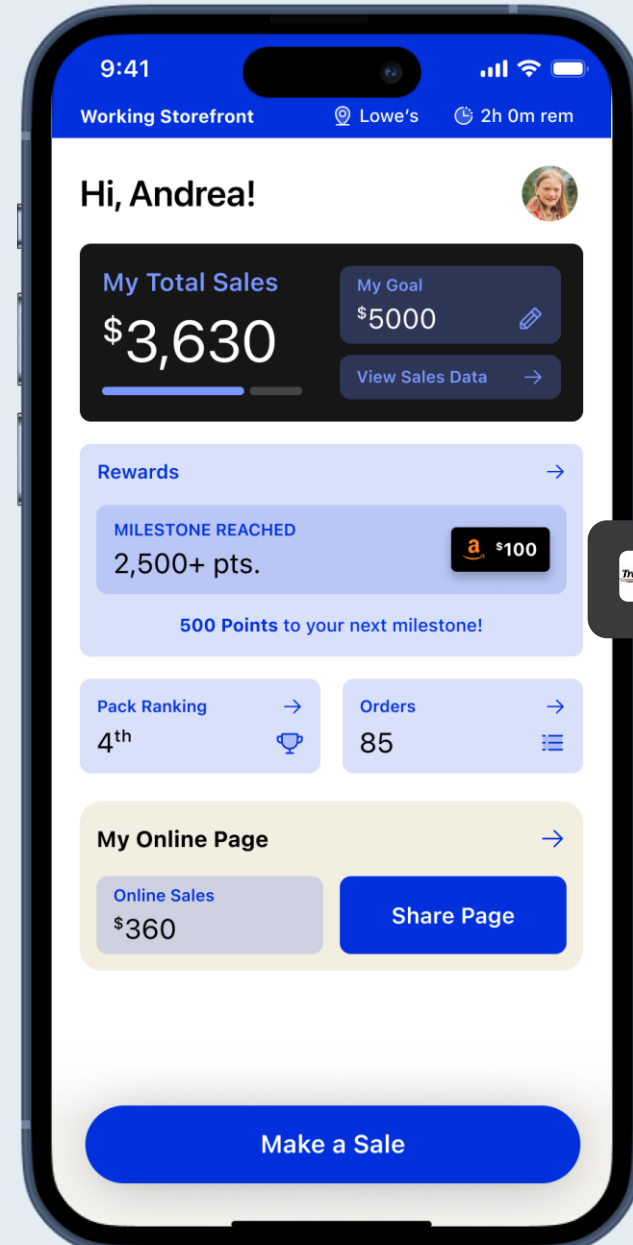 9:41
Working Storefront
Lowe’s
2h 0m rem
Hi, Andrea!
My Total Sales
$3,630
My Goal
$5000
View Sales Data
Rewards
MILESTONE REACHED
2,500+ pts.
a $100
500 Points to your next milestone!
Pack Ranking
4th
Orders
85
My Online Page
Online Sales
$360
Share Page
Make a Sale